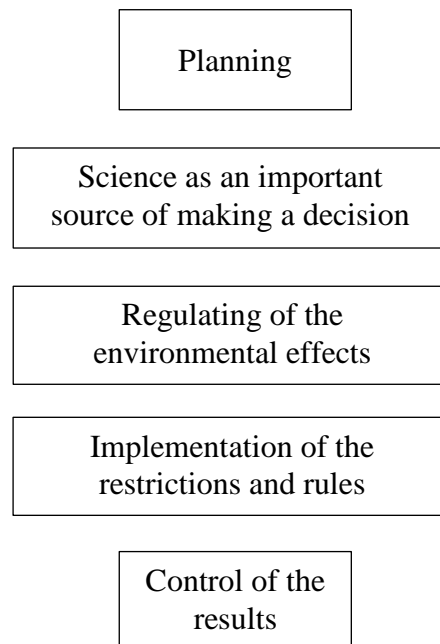 Planning
Science as an important
source of making a decision
Regulating of the
environmental effects
Implementation of the
restrictions and rules
Control of the
results